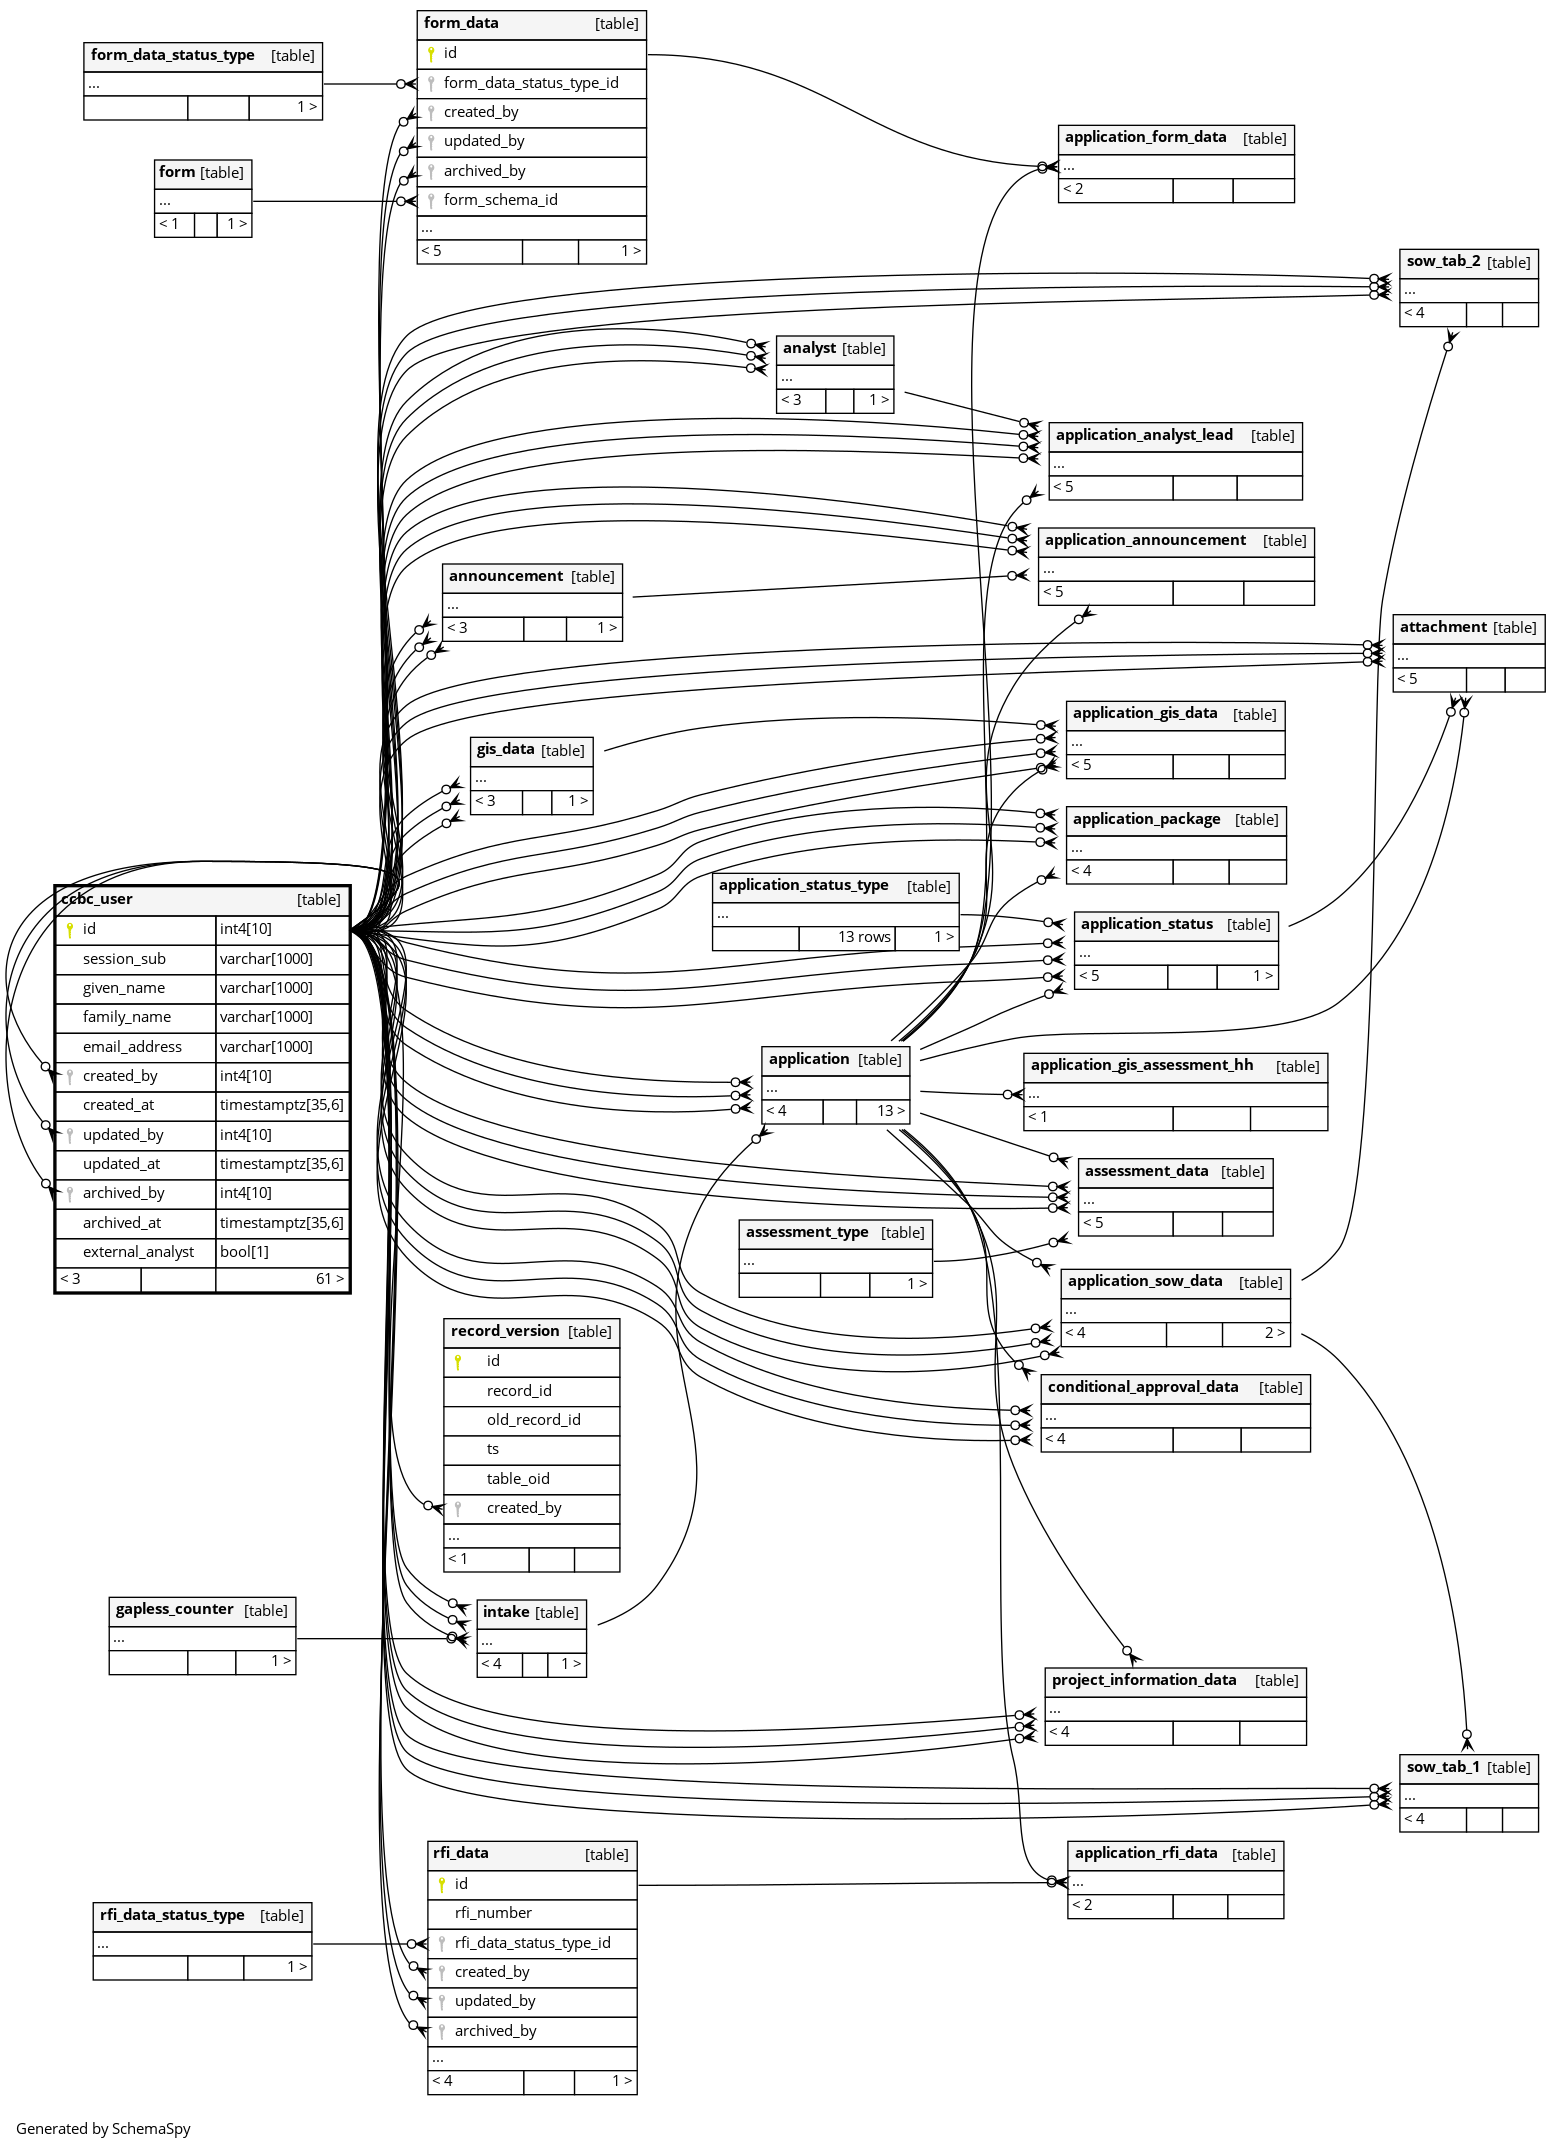 form_data [table]
id
form_data_status_type_id
created_by
updated_by
archived_by
form_schema_id
...
< 5 1 >
form_data_status_type [table]
...
1 >
form [table]
...
< 1 1 >
application_form_data [table]
...
< 2
sow_tab_2 [table]
...
< 4
analyst [table]
...
< 3 1 >
application_analyst_lead [table]
...
< 5
application_announcement [table]
...
< 5
announcement [table]
...
< 3 1 >
attachment [table]
...
< 5
application_gis_data [table]
...
< 5
gis_data [table]
...
< 3 1 >
application_package [table]
...
< 4
application_status_type [table]
...
13 rows 1 >
application_status [table]
...
< 5 1 >
ccbc_user [table]
id int4[10]
session_sub varchar[1000]
given_name varchar[1000]
family_name varchar[1000]
email_address varchar[1000]
created_by int4[10]
created_at timestamptz[35,6]
updated_by int4[10]
updated_at timestamptz[35,6]
archived_by int4[10]
archived_at timestamptz[35,6]
external_analyst bool[1]
< 3 61 >
application [table]
...
< 4 13 >
application_gis_assessment_hh [table]
...
< 1
assessment_data [table]
...
< 5
assessment_type [table]
...
1 >
application_sow_data [table]
...
< 4 2 >
record_version [table]
id
record_id
old_record_id
ts
table_oid
created_by
...
< 1
conditional_approval_data [table]
...
< 4
gapless_counter [table]
...
1 >
intake [table]
...
< 4 1 >
project_information_data [table]
...
< 4
sow_tab_1 [table]
...
< 4
rfi_data [table]
id
rfi_number
rfi_data_status_type_id
created_by
updated_by
archived_by
...
< 4 1 >
application_rfi_data [table]
...
< 2
rfi_data_status_type [table]
...
1 >
Generated by SchemaSpy